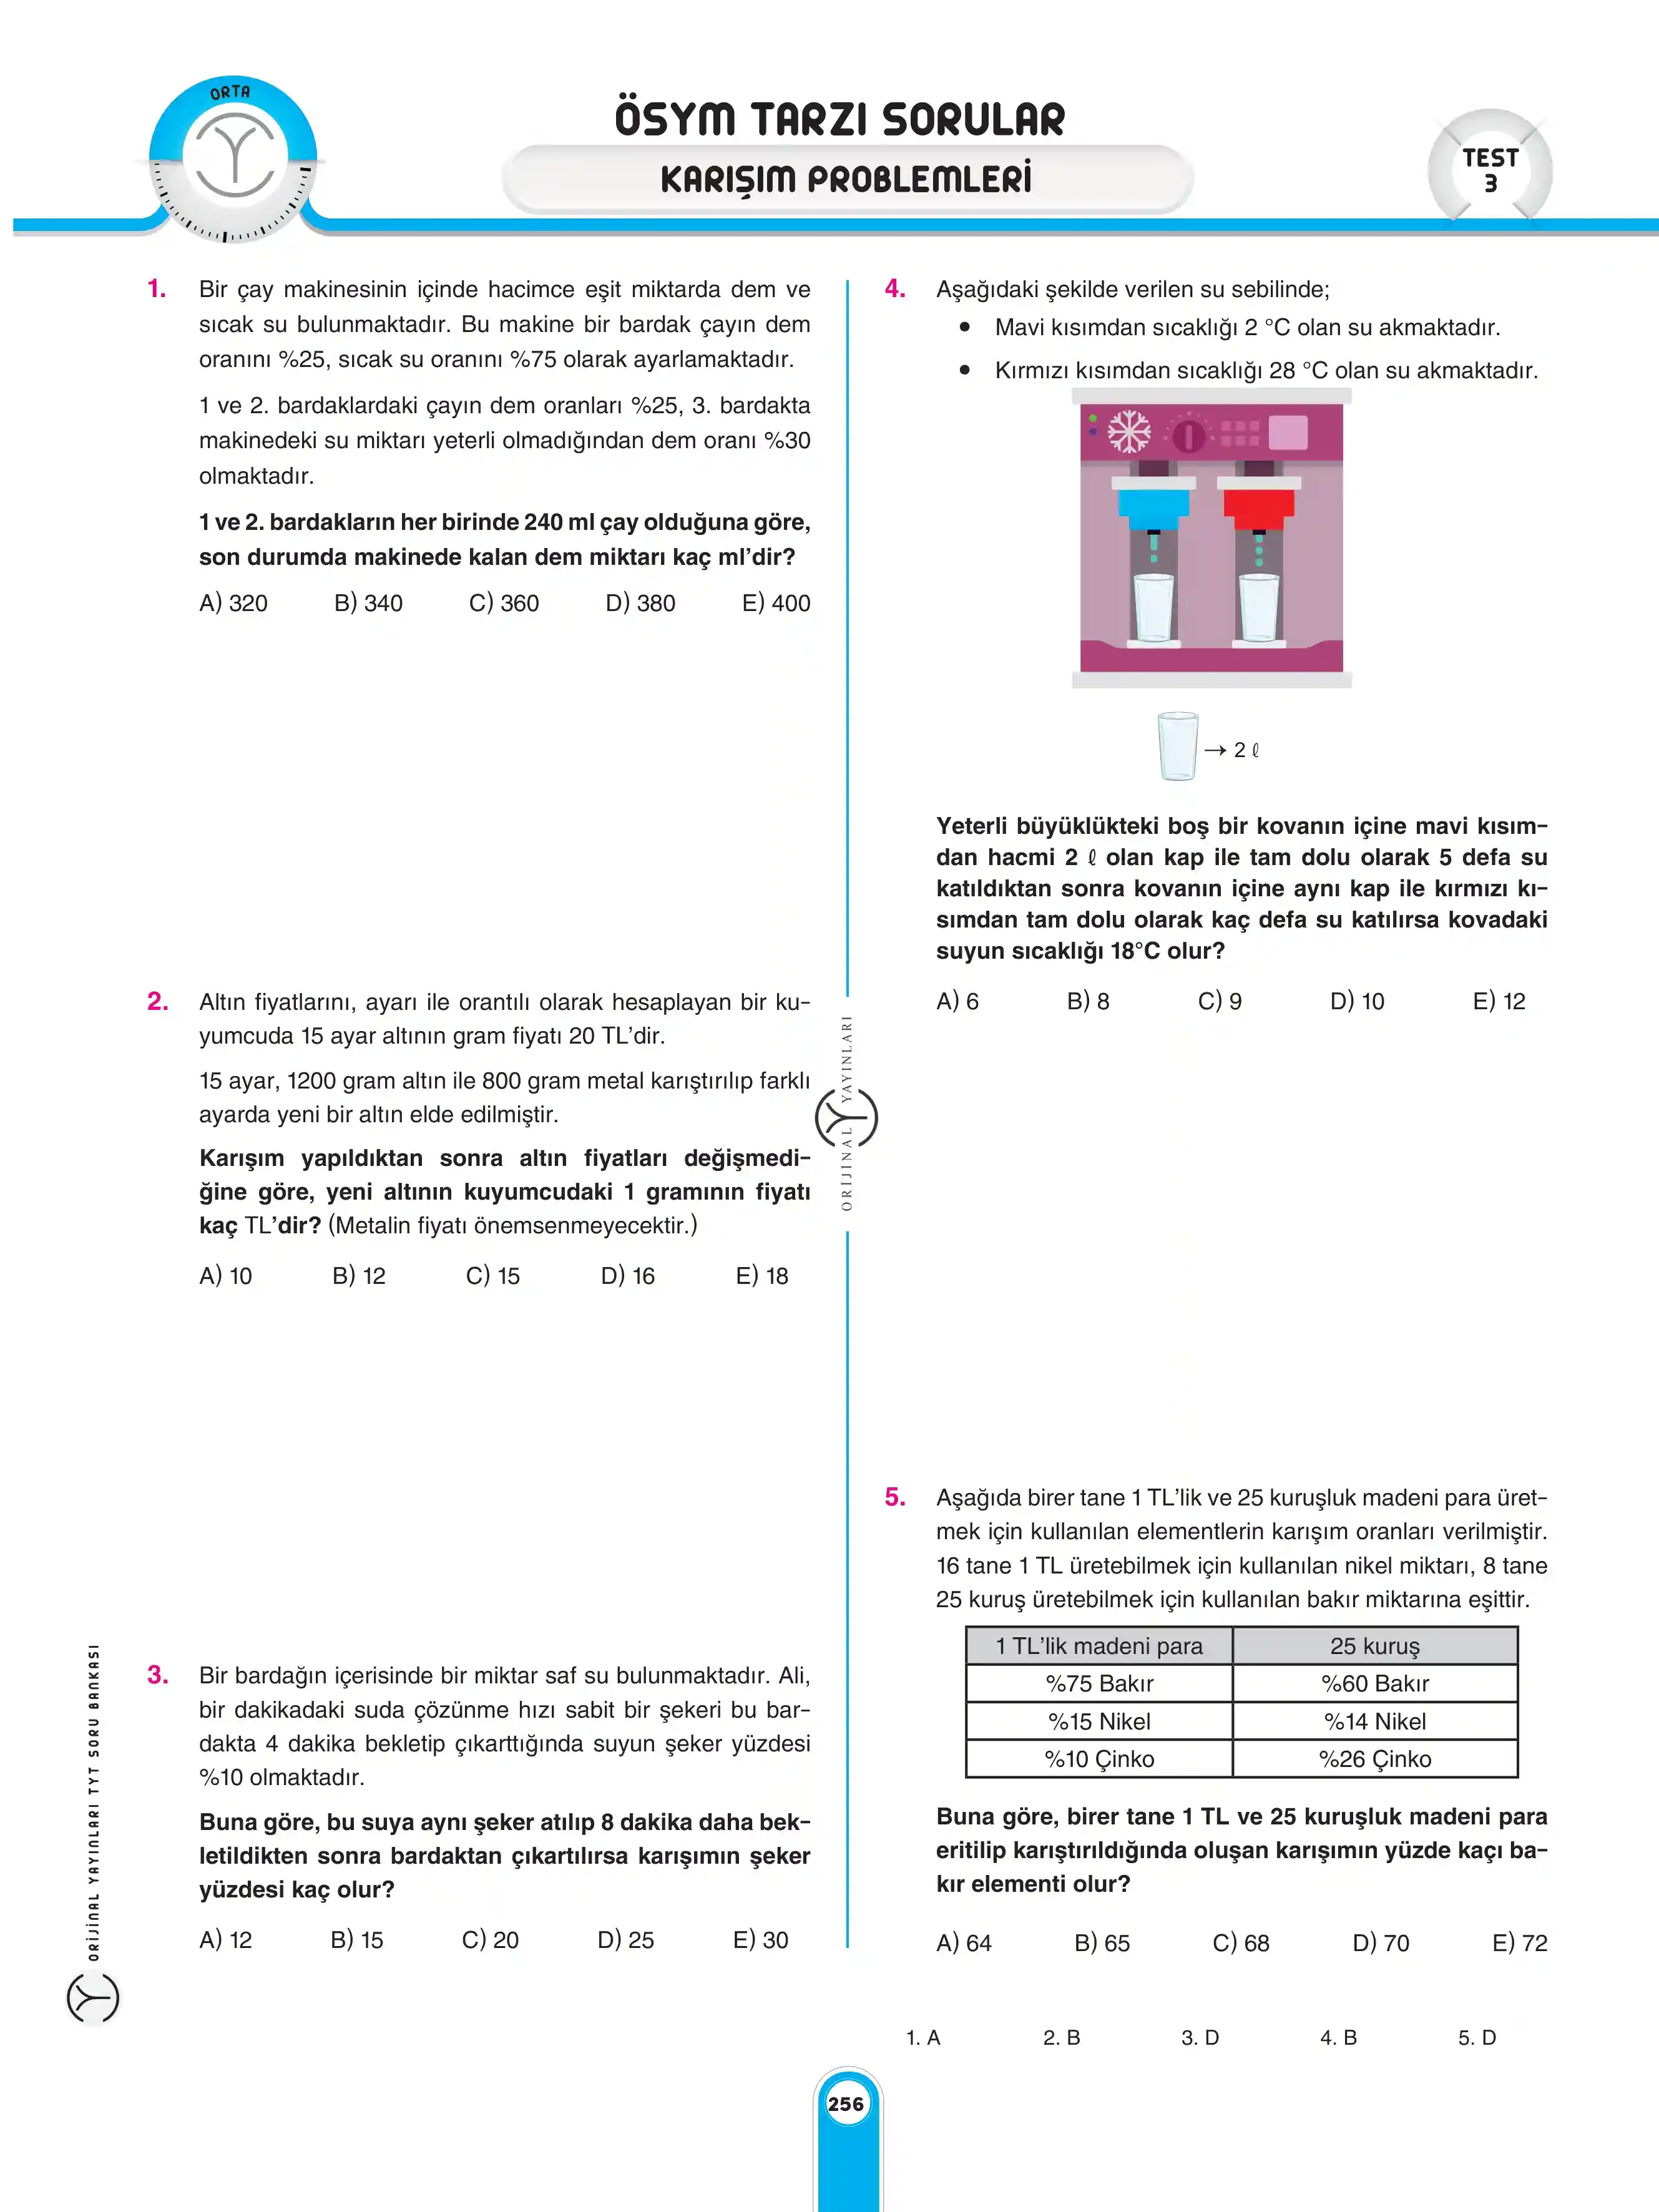 ORTA
ÖSYM TARZI SORULAR
KARIŞIM PROBLEMLERİ
TEST
3
1. Bir çay makinesinin içinde hacimce eşit miktarda dem ve
sıcak su bulunmaktadır. Bu makine bir bardak çayın dem
oranını %25, sıcak su oranını %75 olarak ayarlamaktadır.
1 ve 2. bardaklardaki çayın dem oranları %25, 3. bardakta
makinedeki su miktarı yeterli olmadığından dem oranı %30
olmaktadır.
1 ve 2. bardakların her birinde 240 ml çay olduğuna göre,
son durumda makinede kalan dem miktarı kaç ml'dir?
A) 320 B) 340 C) 360 D) 380 E) 400
2. Altın fiyatlarını, ayarı ile orantılı olarak hesaplayan bir ku-
yumcuda 15 ayar altının gram fiyatı 20 TL'dir.
15 ayar, 1200 gram altın ile 800 gram metal karıştırılıp farklı
ayarda yeni bir altın elde edilmiştir.
Karışım yapıldıktan sonra altın fiyatları değişmedi-
ğine göre, yeni altının kuyumcudaki 1 gramının fiyatı
kaç TL'dir? (Metalin fiyatı önemsenmeyecektir.)
A) 10 B) 12 C) 15 D) 16 E) 18
3. Bir bardağın içerisinde bir miktar saf su bulunmaktadır. Ali,
bir dakikadaki suda çözünme hızı sabit bir şekeri bu bar-
dakta 4 dakika bekletip çıkarttığında suyun şeker yüzdesi
%10 olmaktadır.
Buna göre, bu suya aynı şeker atılıp 8 dakika daha bek-
letildikten sonra bardaktan çıkartılırsa karışımın şeker
yüzdesi kaç olur?
A) 12 B) 15 C) 20 D) 25 E) 30
ORİJİNAL YAYINLARI TYT SORU BANKASI
ORİJİNAL YAYINLARI
4. Aşağıdaki şekilde verilen su sebilinde;
• Mavi kısımdan sıcaklığı 2 °C olan su akmaktadır.
• Kırmızı kısımdan sıcaklığı 28 °C olan su akmaktadır.
→ 2 ℓ
Yeterli büyüklükteki boş bir kovanın içine mavi kısım-
dan hacmi 2 ℓ olan kap ile tam dolu olarak 5 defa su
katıldıktan sonra kovanın içine aynı kap ile kırmızı kı-
sımdan tam dolu olarak kaç defa su katılırsa kovadaki
suyun sıcaklığı 18°C olur?
A) 6 B) 8 C) 9 D) 10 E) 12
5. Aşağıda birer tane 1 TL'lik ve 25 kuruşluk madeni para üret-
mek için kullanılan elementlerin karışım oranları verilmiştir.
16 tane 1 TL üretebilmek için kullanılan nikel miktarı, 8 tane
25 kuruş üretebilmek için kullanılan bakır miktarına eşittir.
1 TL'lik madeni para 25 kuruş
%75 Bakır %60 Bakır
%15 Nikel %14 Nikel
%10 Çinko %26 Çinko
Buna göre, birer tane 1 TL ve 25 kuruşluk madeni para
eritilip karıştırıldığında oluşan karışımın yüzde kaçı ba-
kır elementi olur?
A) 64 B) 65 C) 68 D) 70 E) 72
1. A 2. B 3. D 4. B 5. D
256